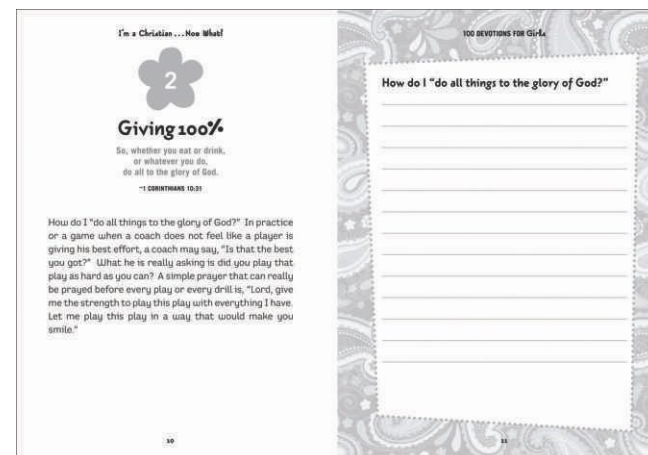 I'm a Christian...Now What?
2
Giving 100%
So, whether you eat or drink,
or whatever you do,
do all to the glory of God.
~1 CORINTHIANS 10:31
How do I "do all things to the glory of God?" In practice
or a game when a coach does not feel like a player is
giving his best effort, a coach may say, "Is that the best
you got?" What he is really asking is did you play that
play as hard as you can? A simple prayer that can really
be prayed before every play or every drill is, "Lord, give
me the strength to play this play with everything I have.
Let me play this play in a way that would make you
smile."
10
100 DEVOTIONS FOR Girls
How do I "do all things to the glory of God?"
11